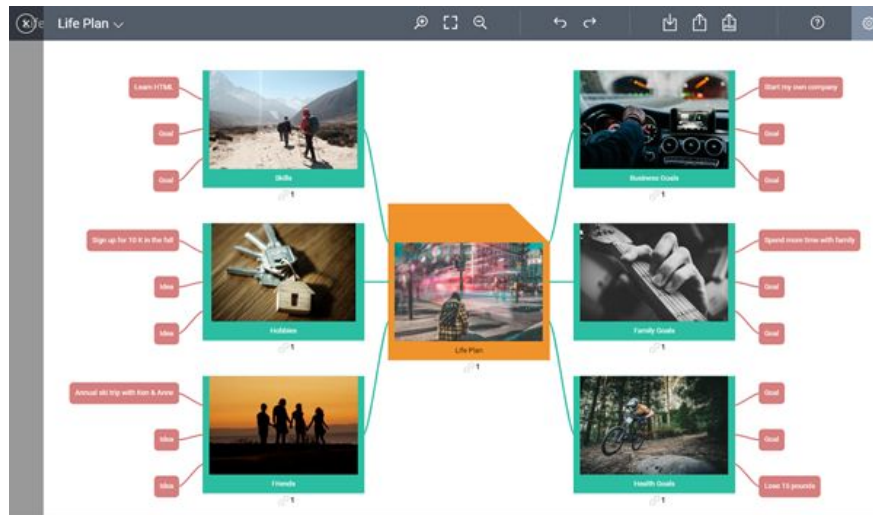 Life Plan
Learn HTML
Goal
Goal
Skills
1
Start my own company
Goal
Goal
Business Goals
1
Sign up for 10 K in the fall
Idea
Idea
Hobbies
1
Life Plan
1
Spend more time with family
Goal
Goal
Family Goals
1
Annual ski trip with Ken & Anne
Idea
Idea
Friends
1
Goal
Goal
Lose 15 pounds
Health Goals
1